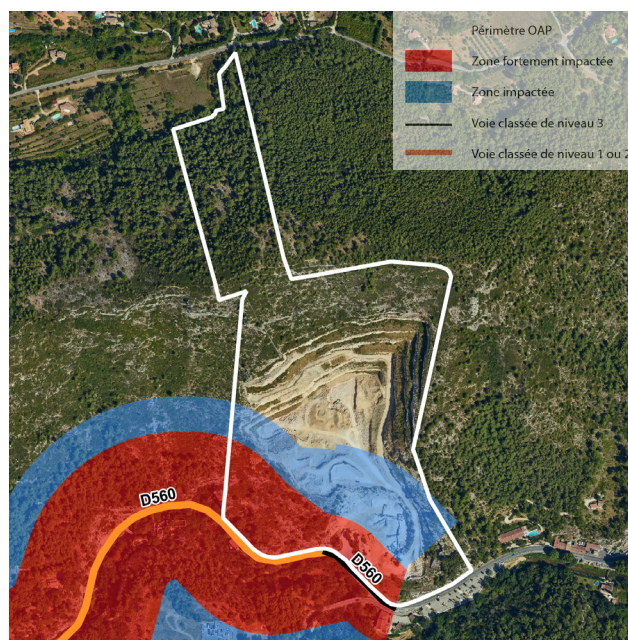 Périmètre OAP
Zone fortement impactée
Zone impactée
Voie classée de niveau 3
Voie classée de niveau 1 ou 2
D560
D560